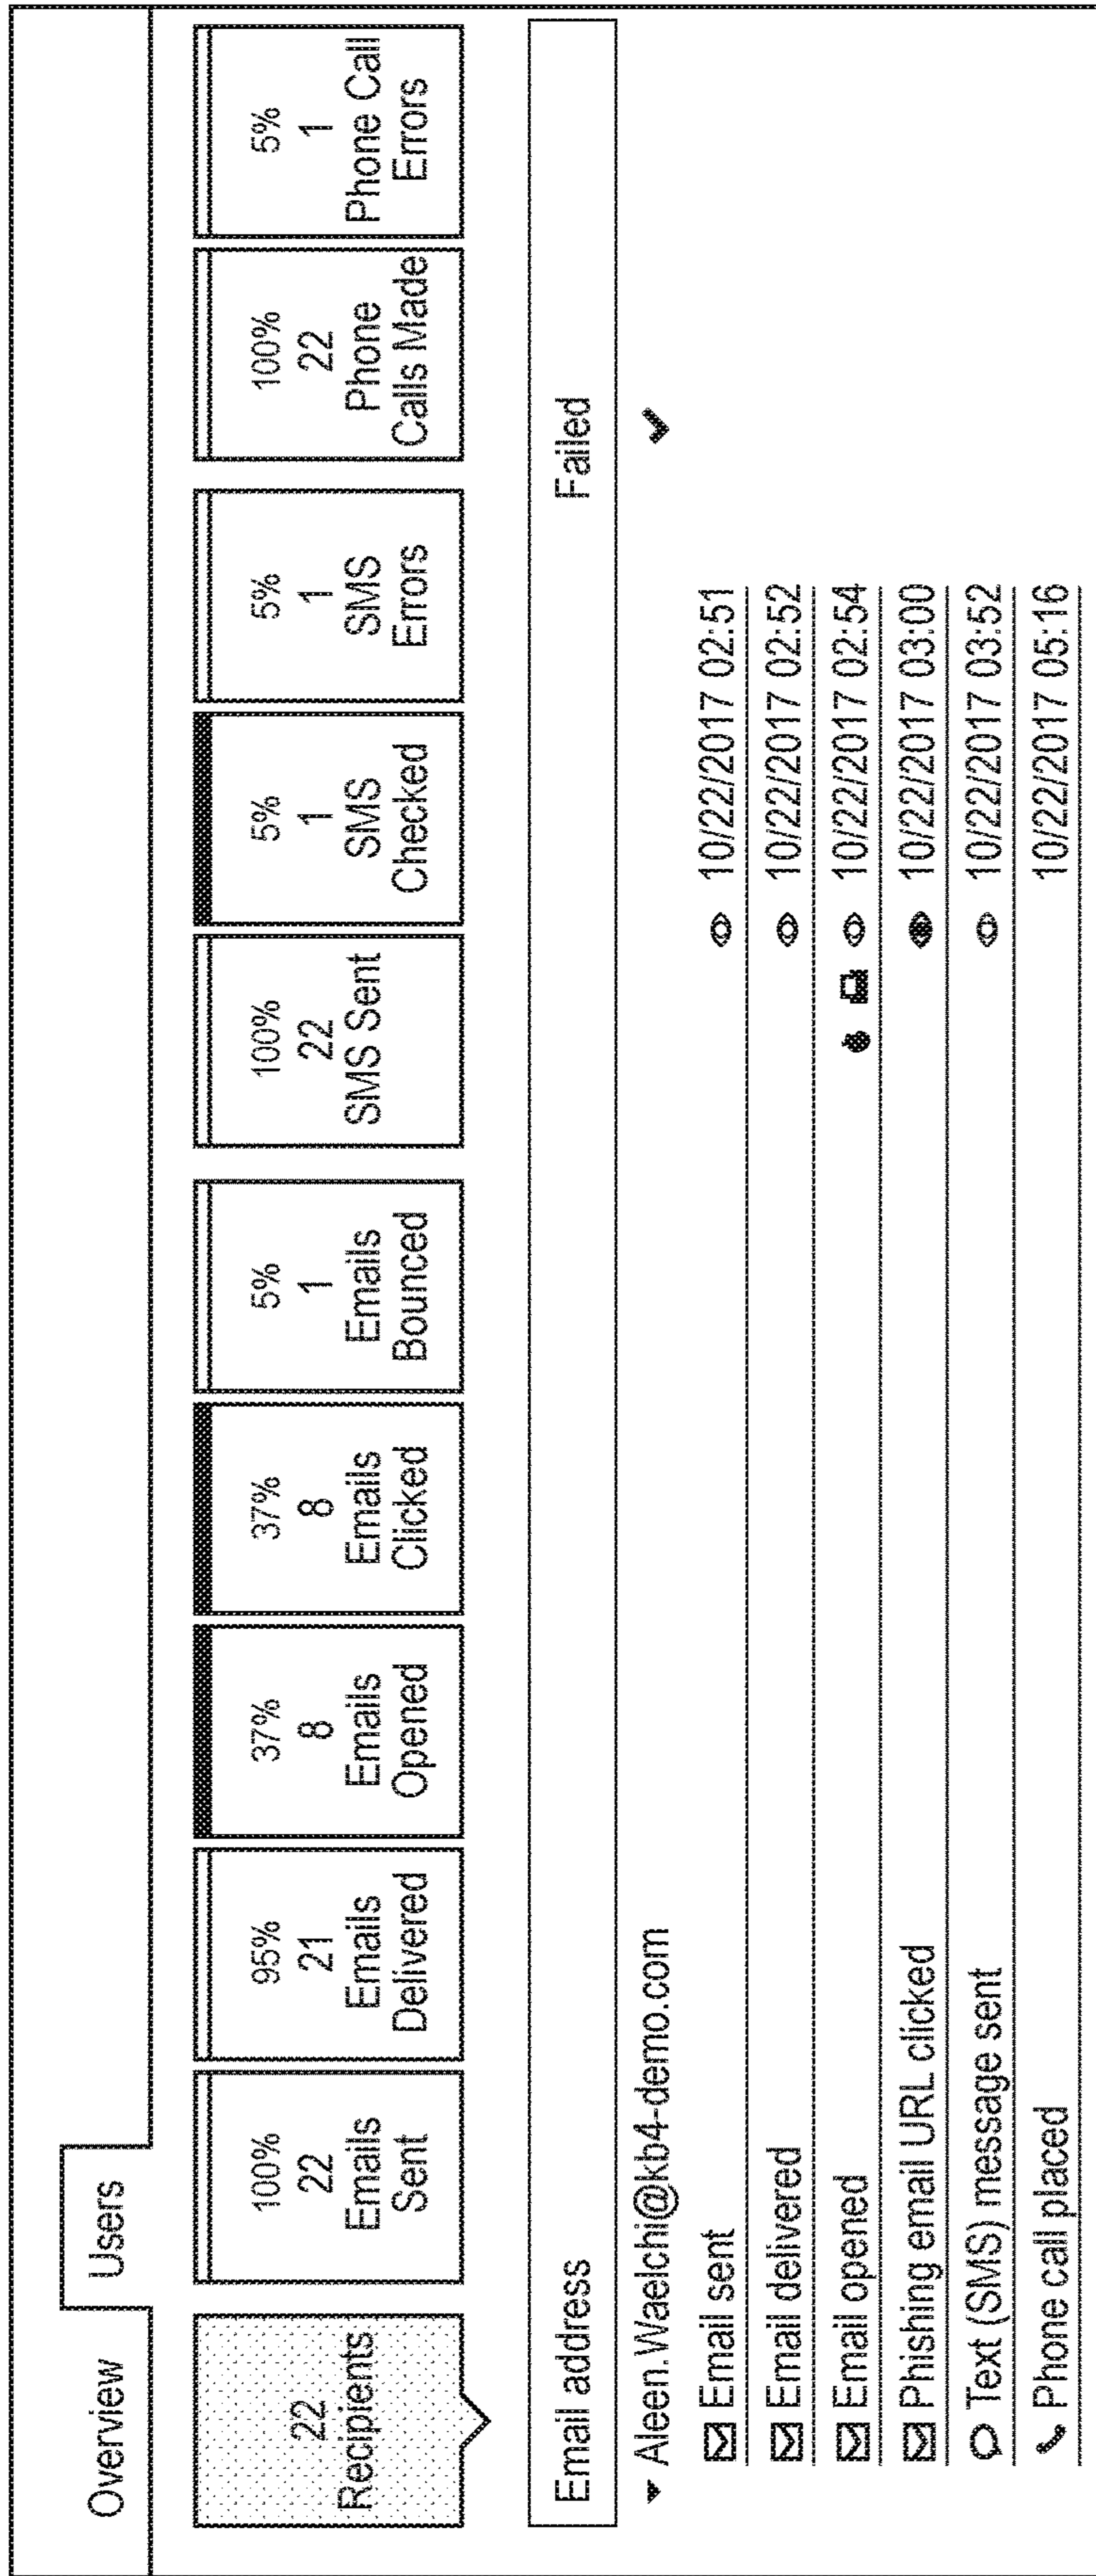 Overview
Users
22
Recipients
100%
22
Emails
Sent
95%
21
Emails
Delivered
37%
8
Emails
Opened
37%
8
Emails
Clicked
5%
1
Emails
Bounced
100%
22
SMS Sent
5%
1
SMS
Checked
5%
1
SMS
Errors
100%
22
Phone
Calls Made
5%
1
Phone Call
Errors
Email address Failed
Aleen.Waelchi@kb4-demo.com
Email sent 10/22/2017 02:51
Email delivered 10/22/2017 02:52
Email opened 10/22/2017 02:54
Phishing email URL clicked 10/22/2017 03:00
Text (SMS) message sent 10/22/2017 03:52
Phone call placed 10/22/2017 05:16